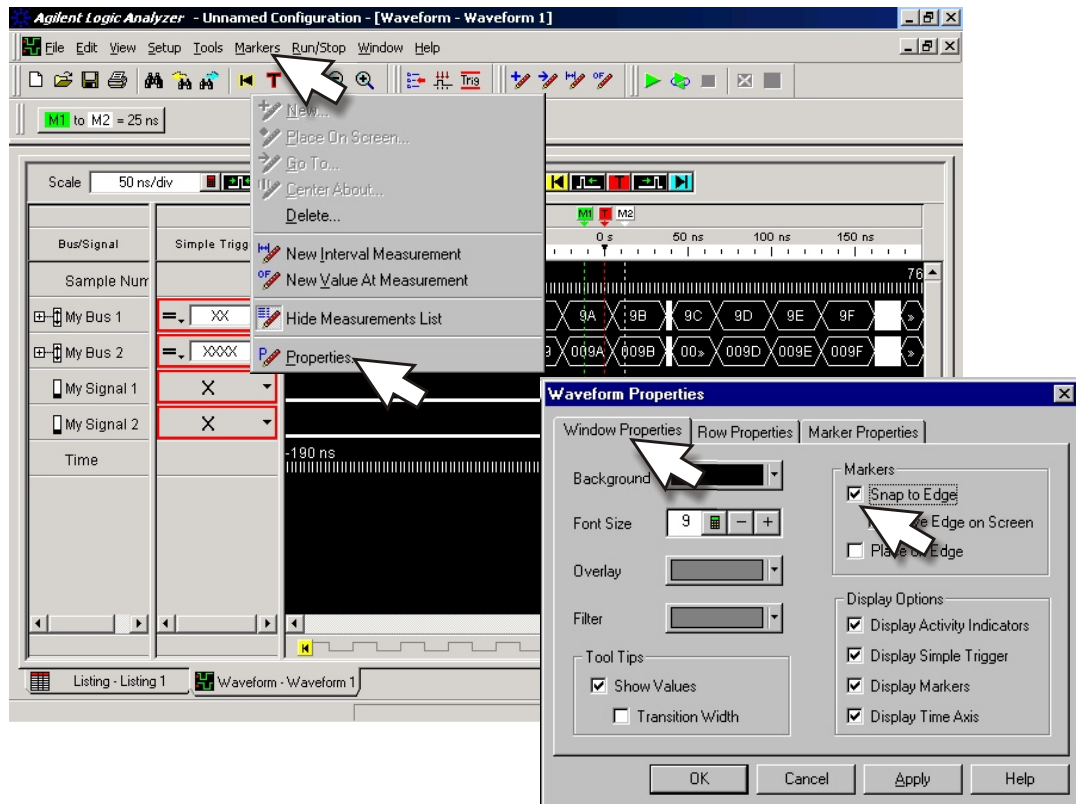 Agilent Logic Analyzer - Unnamed Configuration - [Waveform - Waveform 1]
File Edit View Setup Tools Markers Run/Stop Window Help
M1 to M2 = 25 ns
New...
Place On Screen...
Go To...
Center About...
Delete...
New Interval Measurement
New Value At Measurement
Hide Measurements List
Properties...
Scale 50 ns/div
M1 T M2
Bus/Signal Simple Trigg 0 s 50 ns 100 ns 150 ns
Sample Num 76
My Bus 1 = XX 9A 9B 9C 9D 9E 9F »
My Bus 2 = XXXX 009A 009B 00» 009D 009E 009F »
My Signal 1 X
My Signal 2 X
Time -190 ns
Listing - Listing 1 Waveform - Waveform 1
Waveform Properties
Window Properties Row Properties Marker Properties
Background
Font Size 9
Overlay
Filter
Tool Tips
Show Values
Transition Width
Markers
Snap to Edge
Edge on Screen
Edge
Display Options
Display Activity Indicators
Display Simple Trigger
Display Markers
Display Time Axis
OK Cancel Apply Help